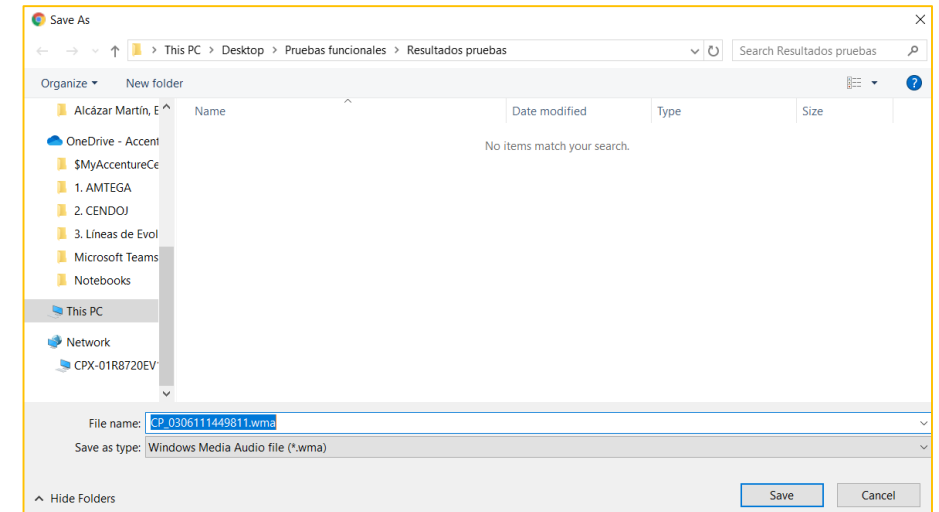 Save As
This PC > Desktop > Pruebas funcionales > Resultados pruebas
Search Resultados pruebas
Organize
New folder
Name
Date modified
Type
Size
Alcázar Martín, E
No items match your search.
OneDrive - Accent
$MyAccentureCe
1. AMTEGA
2. CENDOJ
3. Líneas de Evol
Microsoft Teams
Notebooks
This PC
Network
CPX-01R8720EV
File name: CP_0306111449811.wma
Save as type: Windows Media Audio file (*.wma)
Hide Folders
Save
Cancel